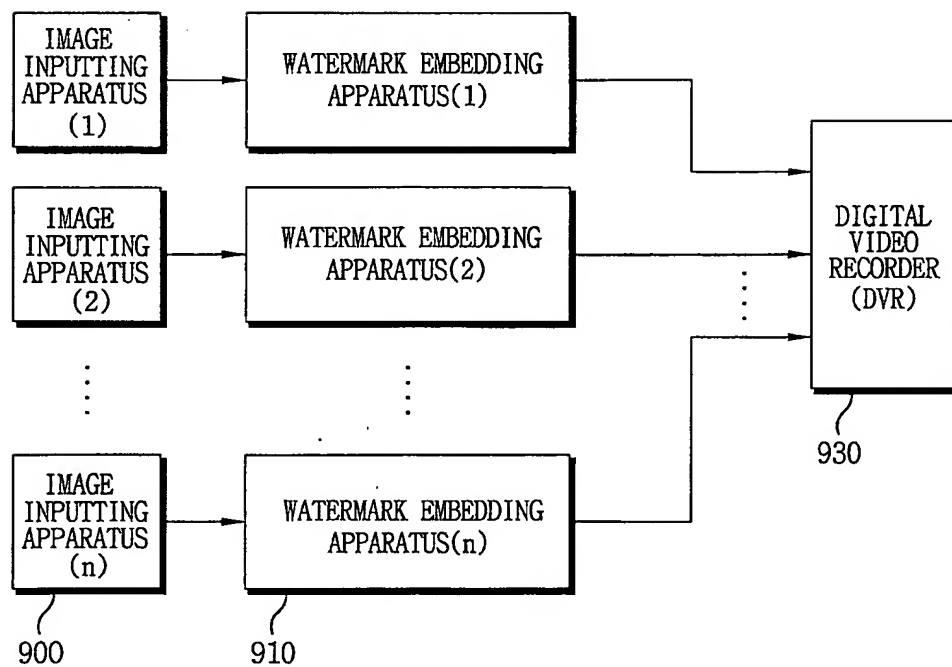 IMAGE
INPUTTING
APPARATUS
(1)
WATERMARK EMBEDDING
APPARATUS(1)
IMAGE
INPUTTING
APPARATUS
(2)
WATERMARK EMBEDDING
APPARATUS(2)
DIGITAL
VIDEO
RECORDER
(DVR)
930
IMAGE
INPUTTING
APPARATUS
(n)
WATERMARK EMBEDDING
APPARATUS(n)
900
910